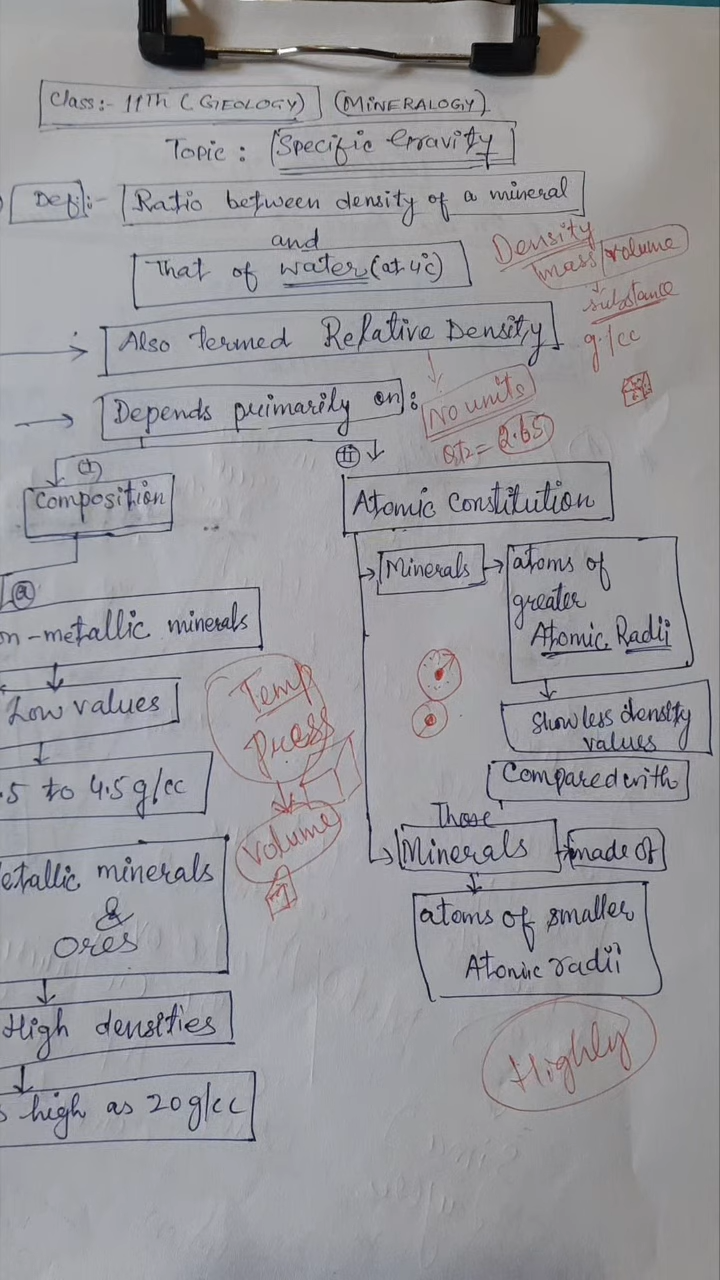 Class:- 11TH (GEOLOGY) (MINERALOGY)
Topic: Specific Gravity
Def:- Ratio between density of a mineral
and
That of water (at 4°c)
Density
mass/volume
substance
g/cc
Also termed Relative Density
No units
Qtz = 2.65
Depends primarily on:
(i)
Composition
(a)
on-metallic minerals
Low values
.5 to 4.5 g/cc
etallic minerals
&
Ores
High densities
s high as 20 g/cc
Temp
Press
Volume
(ii)
Atomic Constitution
Minerals
atoms of
greater
Atomic Radii
Show less density
values
Compared with
Those
Minerals made of
atoms of smaller
Atomic radii
Highly